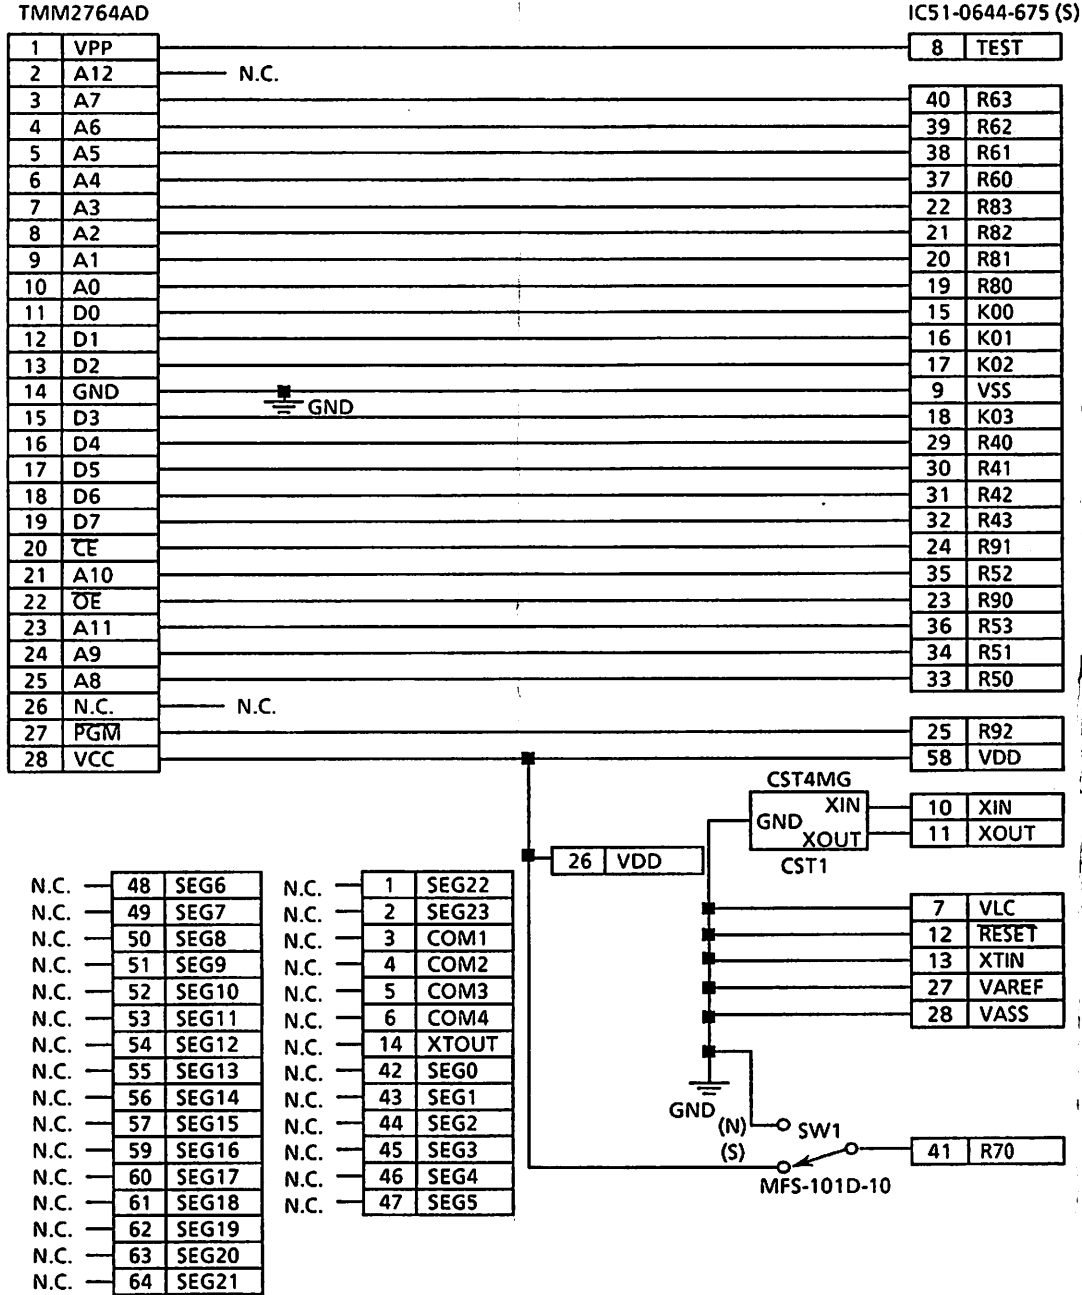 TMM2764AD IC51-0644-675 (S)
1 VPP 8 TEST
2 A12 N.C.
3 A7 40 R63
4 A6 39 R62
5 A5 38 R61
6 A4 37 R60
7 A3 22 R83
8 A2 21 R82
9 A1 20 R81
10 A0 19 R80
11 D0 15 K00
12 D1 16 K01
13 D2 17 K02
14 GND 9 VSS
GND
15 D3 18 K03
16 D4 29 R40
17 D5 30 R41
18 D6 31 R42
19 D7 32 R43
20 C̅E̅ 24 R91
21 A10 35 R52
22 O̅E̅ 23 R90
23 A11 36 R53
24 A9 34 R51
25 A8 33 R50
26 N.C. N.C.
27 P̅G̅M̅ 25 R92
28 VCC 58 VDD
CST4MG
XIN 10 XIN
GND
XOUT 11 XOUT
CST1
26 VDD
N.C. 48 SEG6 N.C. 1 SEG22
N.C. 49 SEG7 N.C. 2 SEG23 7 VLC
N.C. 50 SEG8 N.C. 3 COM1 12 R̅E̅S̅E̅T̅
N.C. 51 SEG9 N.C. 4 COM2 13 XTIN
N.C. 52 SEG10 N.C. 5 COM3 27 VAREF
N.C. 53 SEG11 N.C. 6 COM4 28 VASS
N.C. 54 SEG12 N.C. 14 XTOUT
N.C. 55 SEG13 N.C. 42 SEG0
N.C. 56 SEG14 N.C. 43 SEG1 GND
N.C. 57 SEG15 N.C. 44 SEG2 (N) SW1
N.C. 59 SEG16 N.C. 45 SEG3 (S) 41 R70
N.C. 60 SEG17 N.C. 46 SEG4 MFS-101D-10
N.C. 61 SEG18 N.C. 47 SEG5
N.C. 62 SEG19
N.C. 63 SEG20
N.C. 64 SEG21